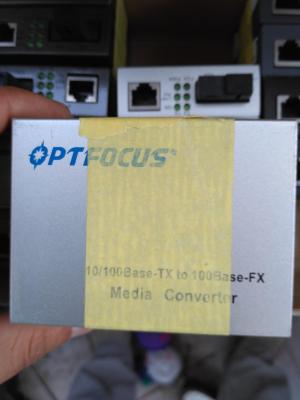 OPTFOCUS
10/100Base-TX to 100Base-FX
Media Converter